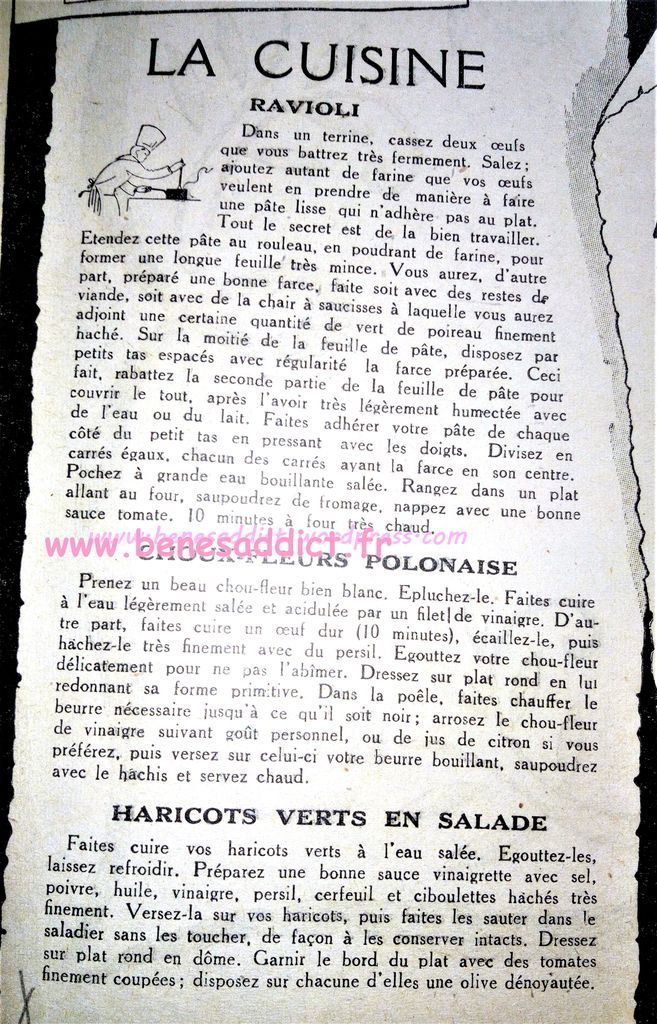 LA CUISINE
RAVIOLI
Dans un terrine, cassez deux œufs
que vous battrez très fermement. Salez ;
ajoutez autant de farine que vos œufs
veulent en prendre de manière à faire
une pâte lisse qui n'adhère pas au plat.
Tout le secret est de la bien travailler.
Etendez cette pâte au rouleau, en poudrant de farine, pour
former une longue feuille très mince. Vous aurez, d'autre
part, préparé une bonne farce, faite soit avec des restes de
viande, soit avec de la chair à saucisses à laquelle vous aurez
adjoint une certaine quantité de vert de poireau finement
haché. Sur la moitié de la feuille de pâte, disposez par
petits tas espacés avec régularité la farce préparée. Ceci
fait, rabattez la seconde partie de la feuille de pâte pour
couvrir le tout, après l'avoir très légèrement humectée avec
de l'eau ou du lait. Faites adhérer votre pâte de chaque
côté du petit tas en pressant avec les doigts. Divisez en
carrés égaux, chacun des carrés ayant la farce en son centre.
Pochez à grande eau bouillante salée. Rangez dans un plat
allant au four, saupoudrez de fromage, nappez avec une bonne
sauce tomate. 10 minutes à four très chaud.
www.benesaddict.wordpress.com
www.benesaddict.fr
CHOUX-FLEURS POLONAISE
Prenez un beau chou-fleur bien blanc. Epluchez-le. Faites cuire
à l'eau légèrement salée et acidulée par un filet de vinaigre. D'au-
tre part, faites cuire un œuf dur (10 minutes), écaillez-le, puis
hachez-le très finement avec du persil. Egouttez votre chou-fleur
délicatement pour ne pas l'abîmer. Dressez sur plat rond en lui
redonnant sa forme primitive. Dans la poêle, faites chauffer le
beurre nécessaire jusqu'à ce qu'il soit noir ; arrosez le chou-fleur
de vinaigre suivant goût personnel, ou de jus de citron si vous
préférez, puis versez sur celui-ci votre beurre bouillant, saupoudrez
avec le hachis et servez chaud.
HARICOTS VERTS EN SALADE
Faites cuire vos haricots verts à l'eau salée. Egouttez-les,
laissez refroidir. Préparez une bonne sauce vinaigrette avec sel,
poivre, huile, vinaigre, persil, cerfeuil et ciboulettes hachés très
finement. Versez-la sur vos haricots, puis faites les sauter dans le
saladier sans les toucher, de façon à les conserver intacts. Dressez
sur plat rond en dôme. Garnir le bord du plat avec des tomates
finement coupées ; disposez sur chacune d'elles une olive dénoyautée.